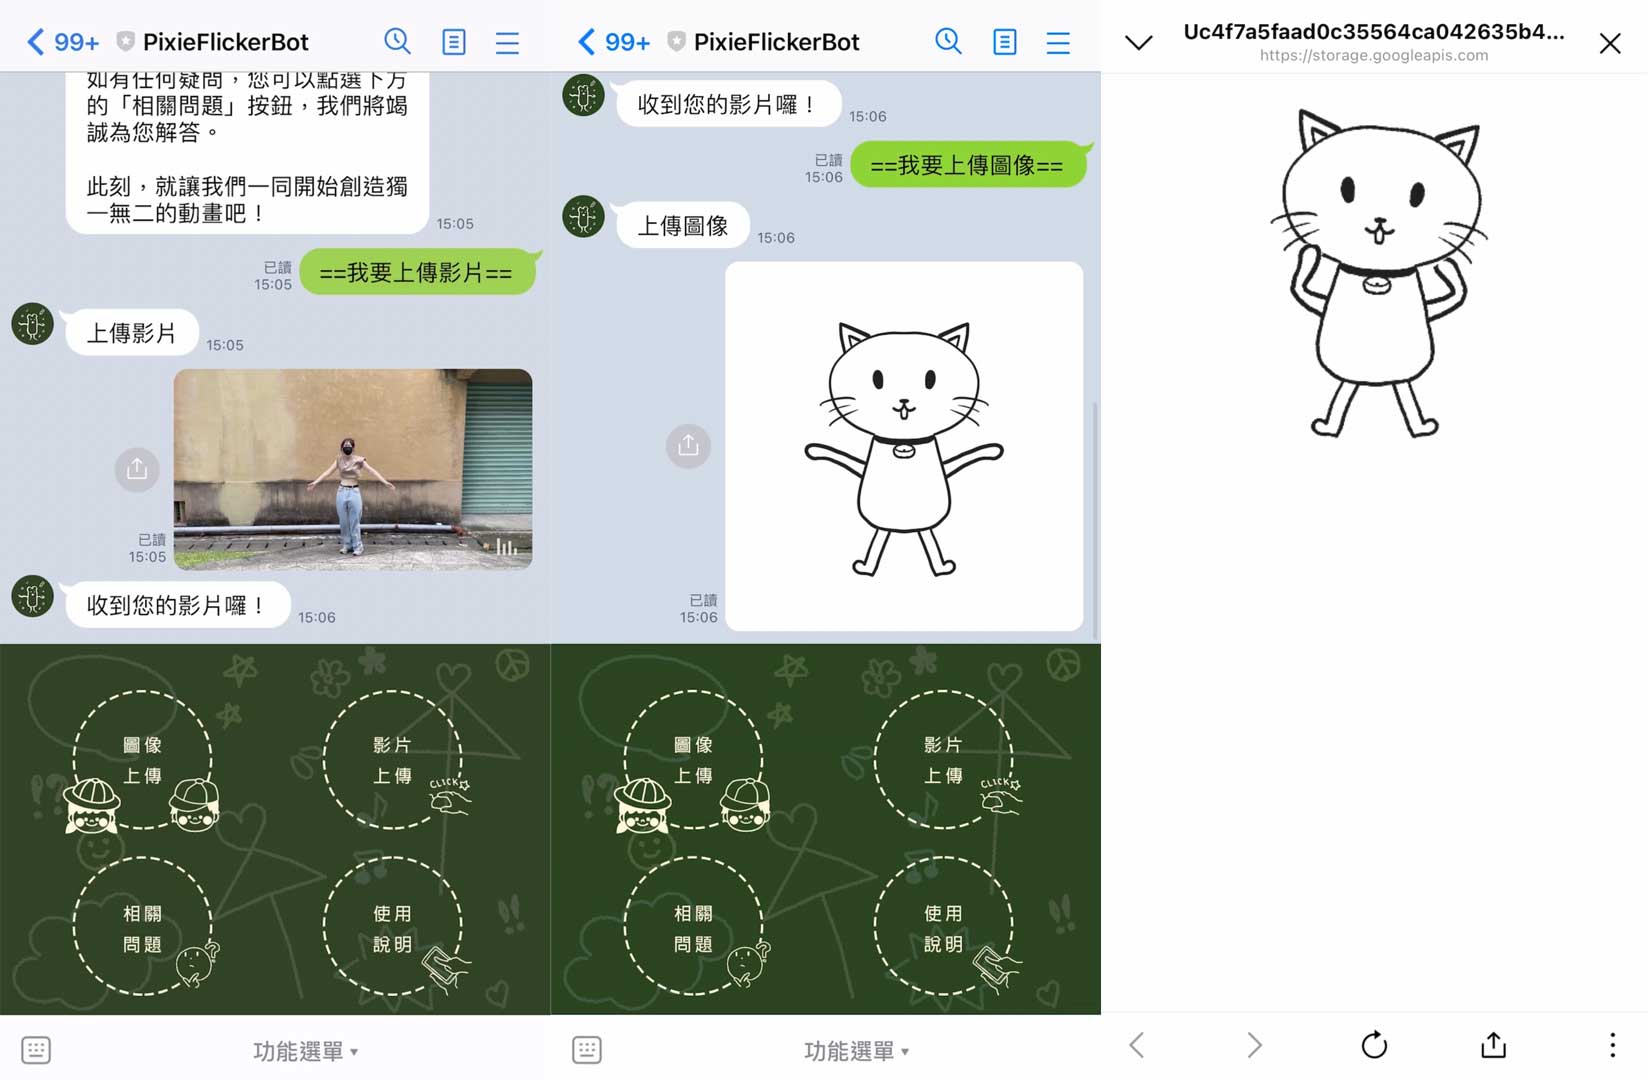 99+ PixieFlickerBot
如有任何疑問，您可以點選下方
的「相關問題」按鈕，我們將竭
誠為您解答。
此刻，就讓我們一同開始創造獨
一無二的動畫吧！
15:05
已讀
15:05
==我要上傳影片==
上傳影片
15:05
已讀
15:05
收到您的影片囉！
15:06
圖像
上傳
影片
上傳
CLICK
相關
問題
?
使用
說明
功能選單 ▾
99+ PixieFlickerBot
收到您的影片囉！
15:06
已讀
15:06
==我要上傳圖像==
上傳圖像
15:06
已讀
15:06
圖像
上傳
影片
上傳
CLICK
相關
問題
?
使用
說明
功能選單 ▾
Uc4f7a5faad0c35564ca042635b4...
https://storage.googleapis.com